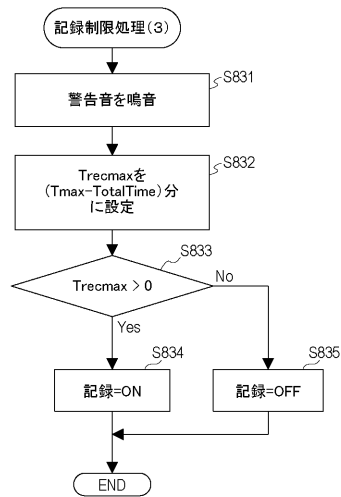 記録制限処理(3)
S831
警告音を鳴音
S832
Trecmaxを
(Tmax-TotalTime)分
に設定
S833
Trecmax > 0
No
Yes
S834
S835
記録=ON
記録=OFF
END